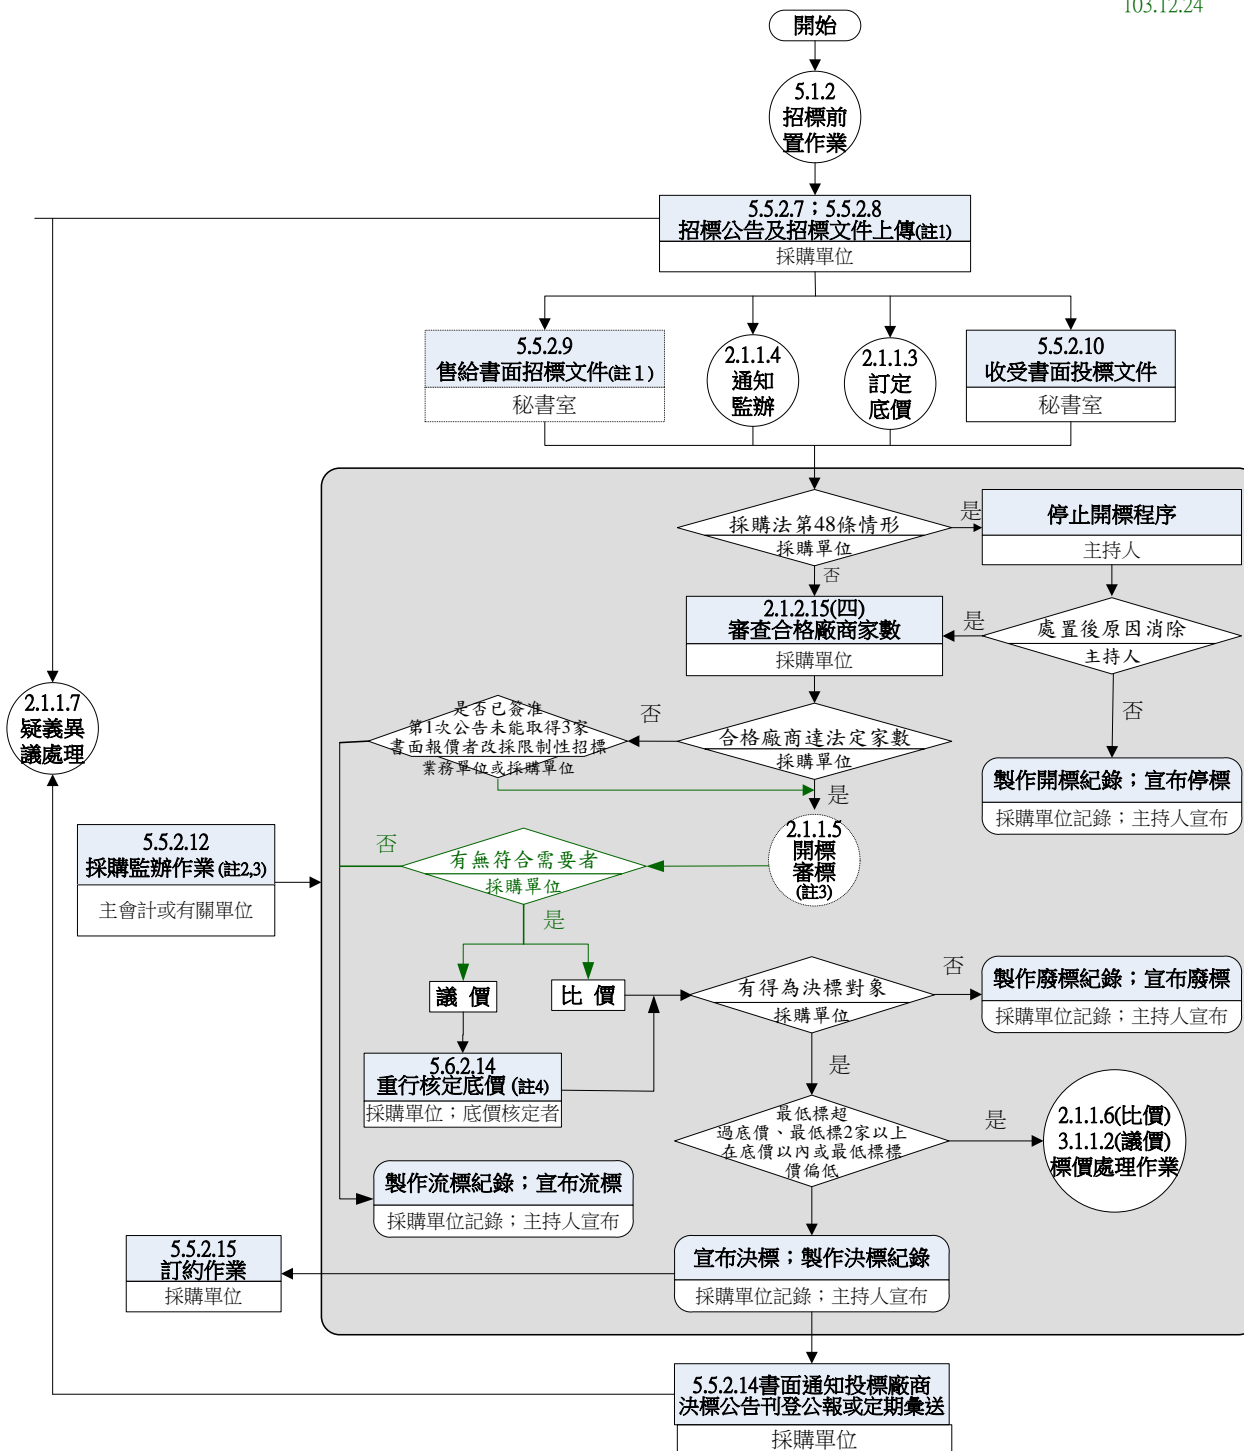 103.12.24
開始
5.1.2
招標前
置作業
5.5.2.7；5.5.2.8
招標公告及招標文件上傳(註1)
採購單位
5.5.2.9
售給書面招標文件(註１)
秘書室
2.1.1.4
通知
監辦
2.1.1.3
訂定
底價
5.5.2.10
收受書面投標文件
秘書室
採購法第48條情形
採購單位
是
否
停止開標程序
主持人
2.1.2.15(四)
審查合格廠商家數
採購單位
是
處置後原因消除
主持人
否
2.1.1.7
疑義異
議處理
是否已簽准
第1次公告未能取得3家
書面報價者改採限制性招標
業務單位或採購單位
否
合格廠商達法定家數
採購單位
是
製作開標紀錄；宣布停標
採購單位記錄；主持人宣布
5.5.2.12
採購監辦作業(註2,3)
主會計或有關單位
2.1.1.5
開標
審標
(註3)
否
有無符合需要者
採購單位
是
議 價
比 價
有得為決標對象
採購單位
否
製作廢標紀錄；宣布廢標
採購單位記錄；主持人宣布
5.6.2.14
重行核定底價(註4)
採購單位；底價核定者
是
最低標超
過底價、最低標2家以上
在底價以內或最低標標
價偏低
是
2.1.1.6(比價)
3.1.1.2(議價)
標價處理作業
製作流標紀錄；宣布流標
採購單位記錄；主持人宣布
5.5.2.15
訂約作業
採購單位
宣布決標；製作決標紀錄
採購單位記錄；主持人宣布
5.5.2.14書面通知投標廠商
決標公告刊登公報或定期彙送
採購單位